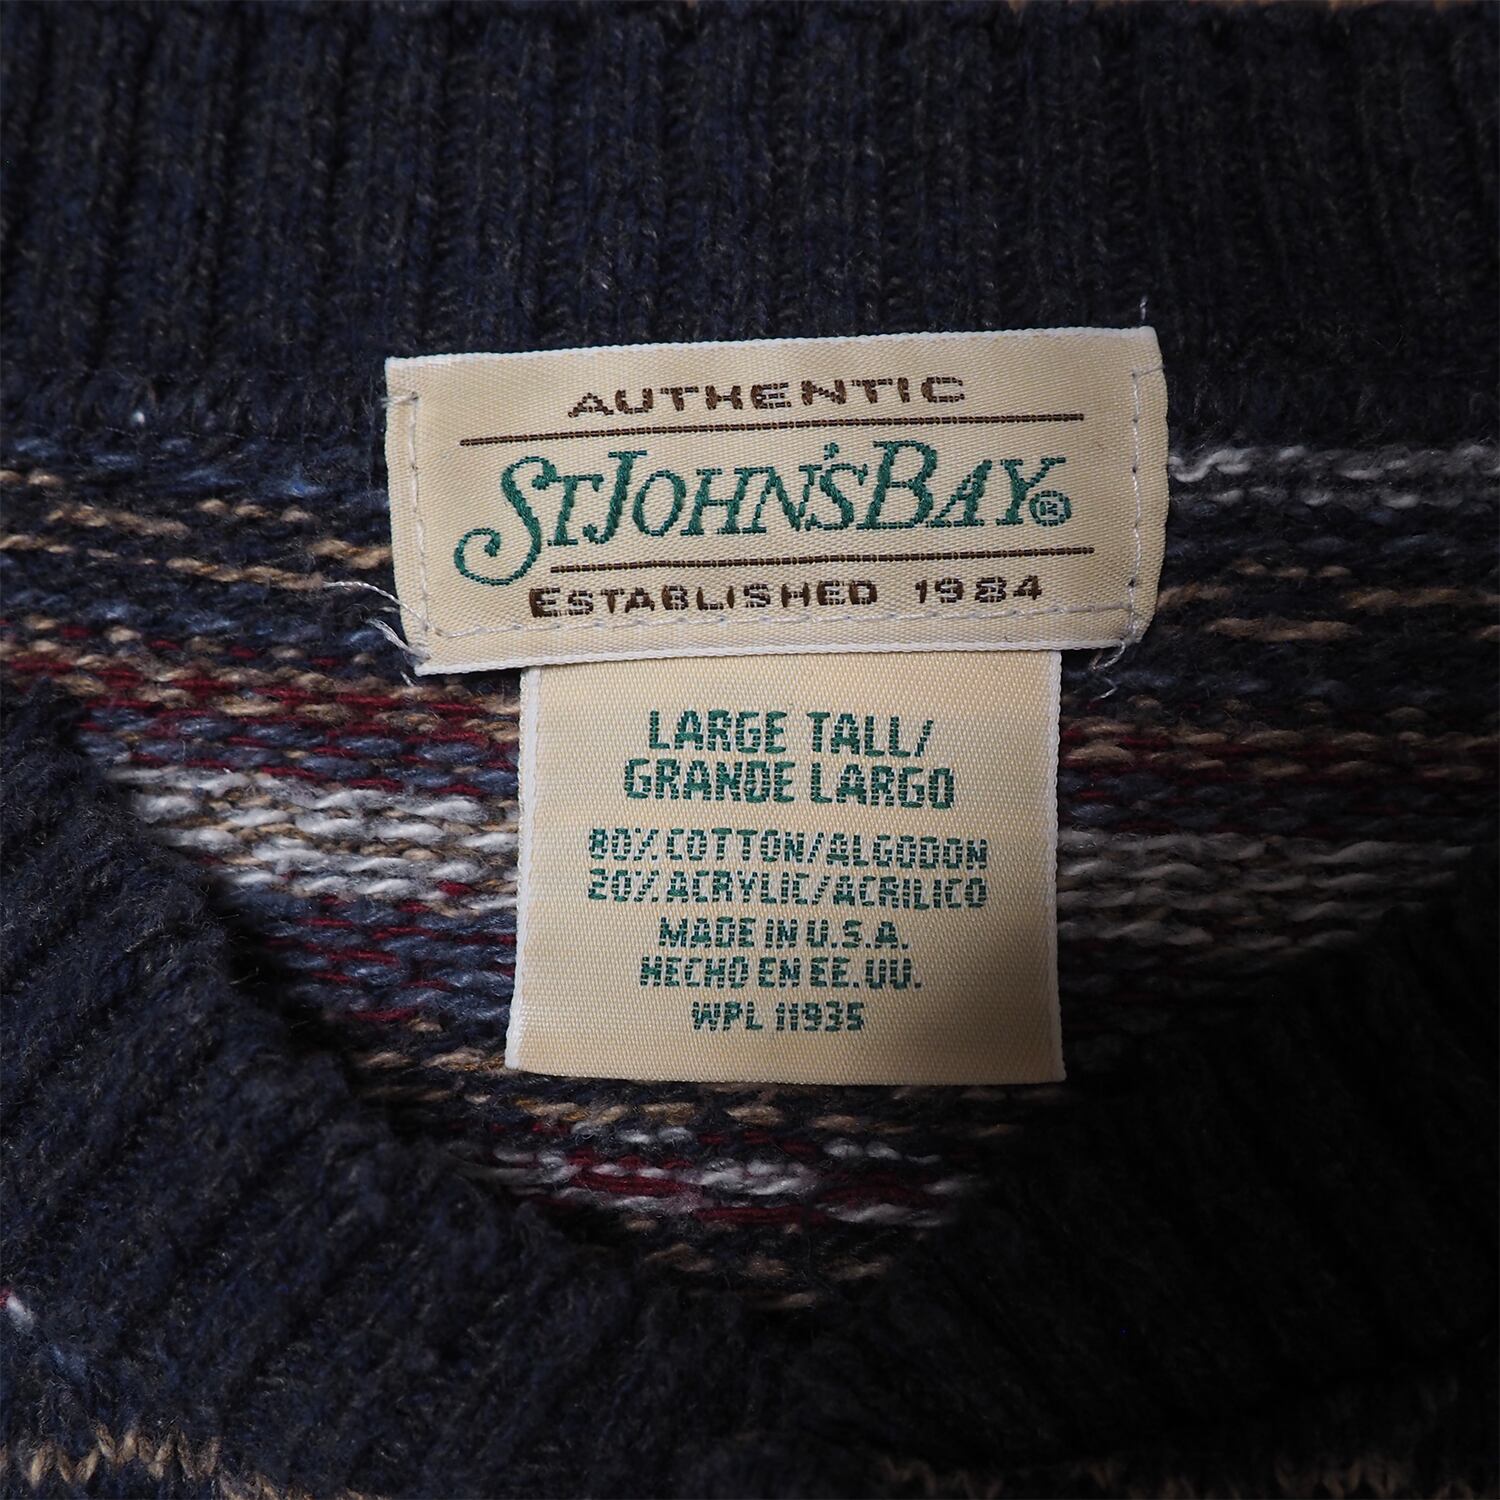 AUTHENTIC
ST JOHN'S BAY®
ESTABLISHED 1984
LARGE TALL/
GRANDE LARGO
80% COTTON/ALGODON
20% ACRYLIC/ACRILICO
MADE IN U.S.A.
HECHO EN EE.UU.
WPL 11935